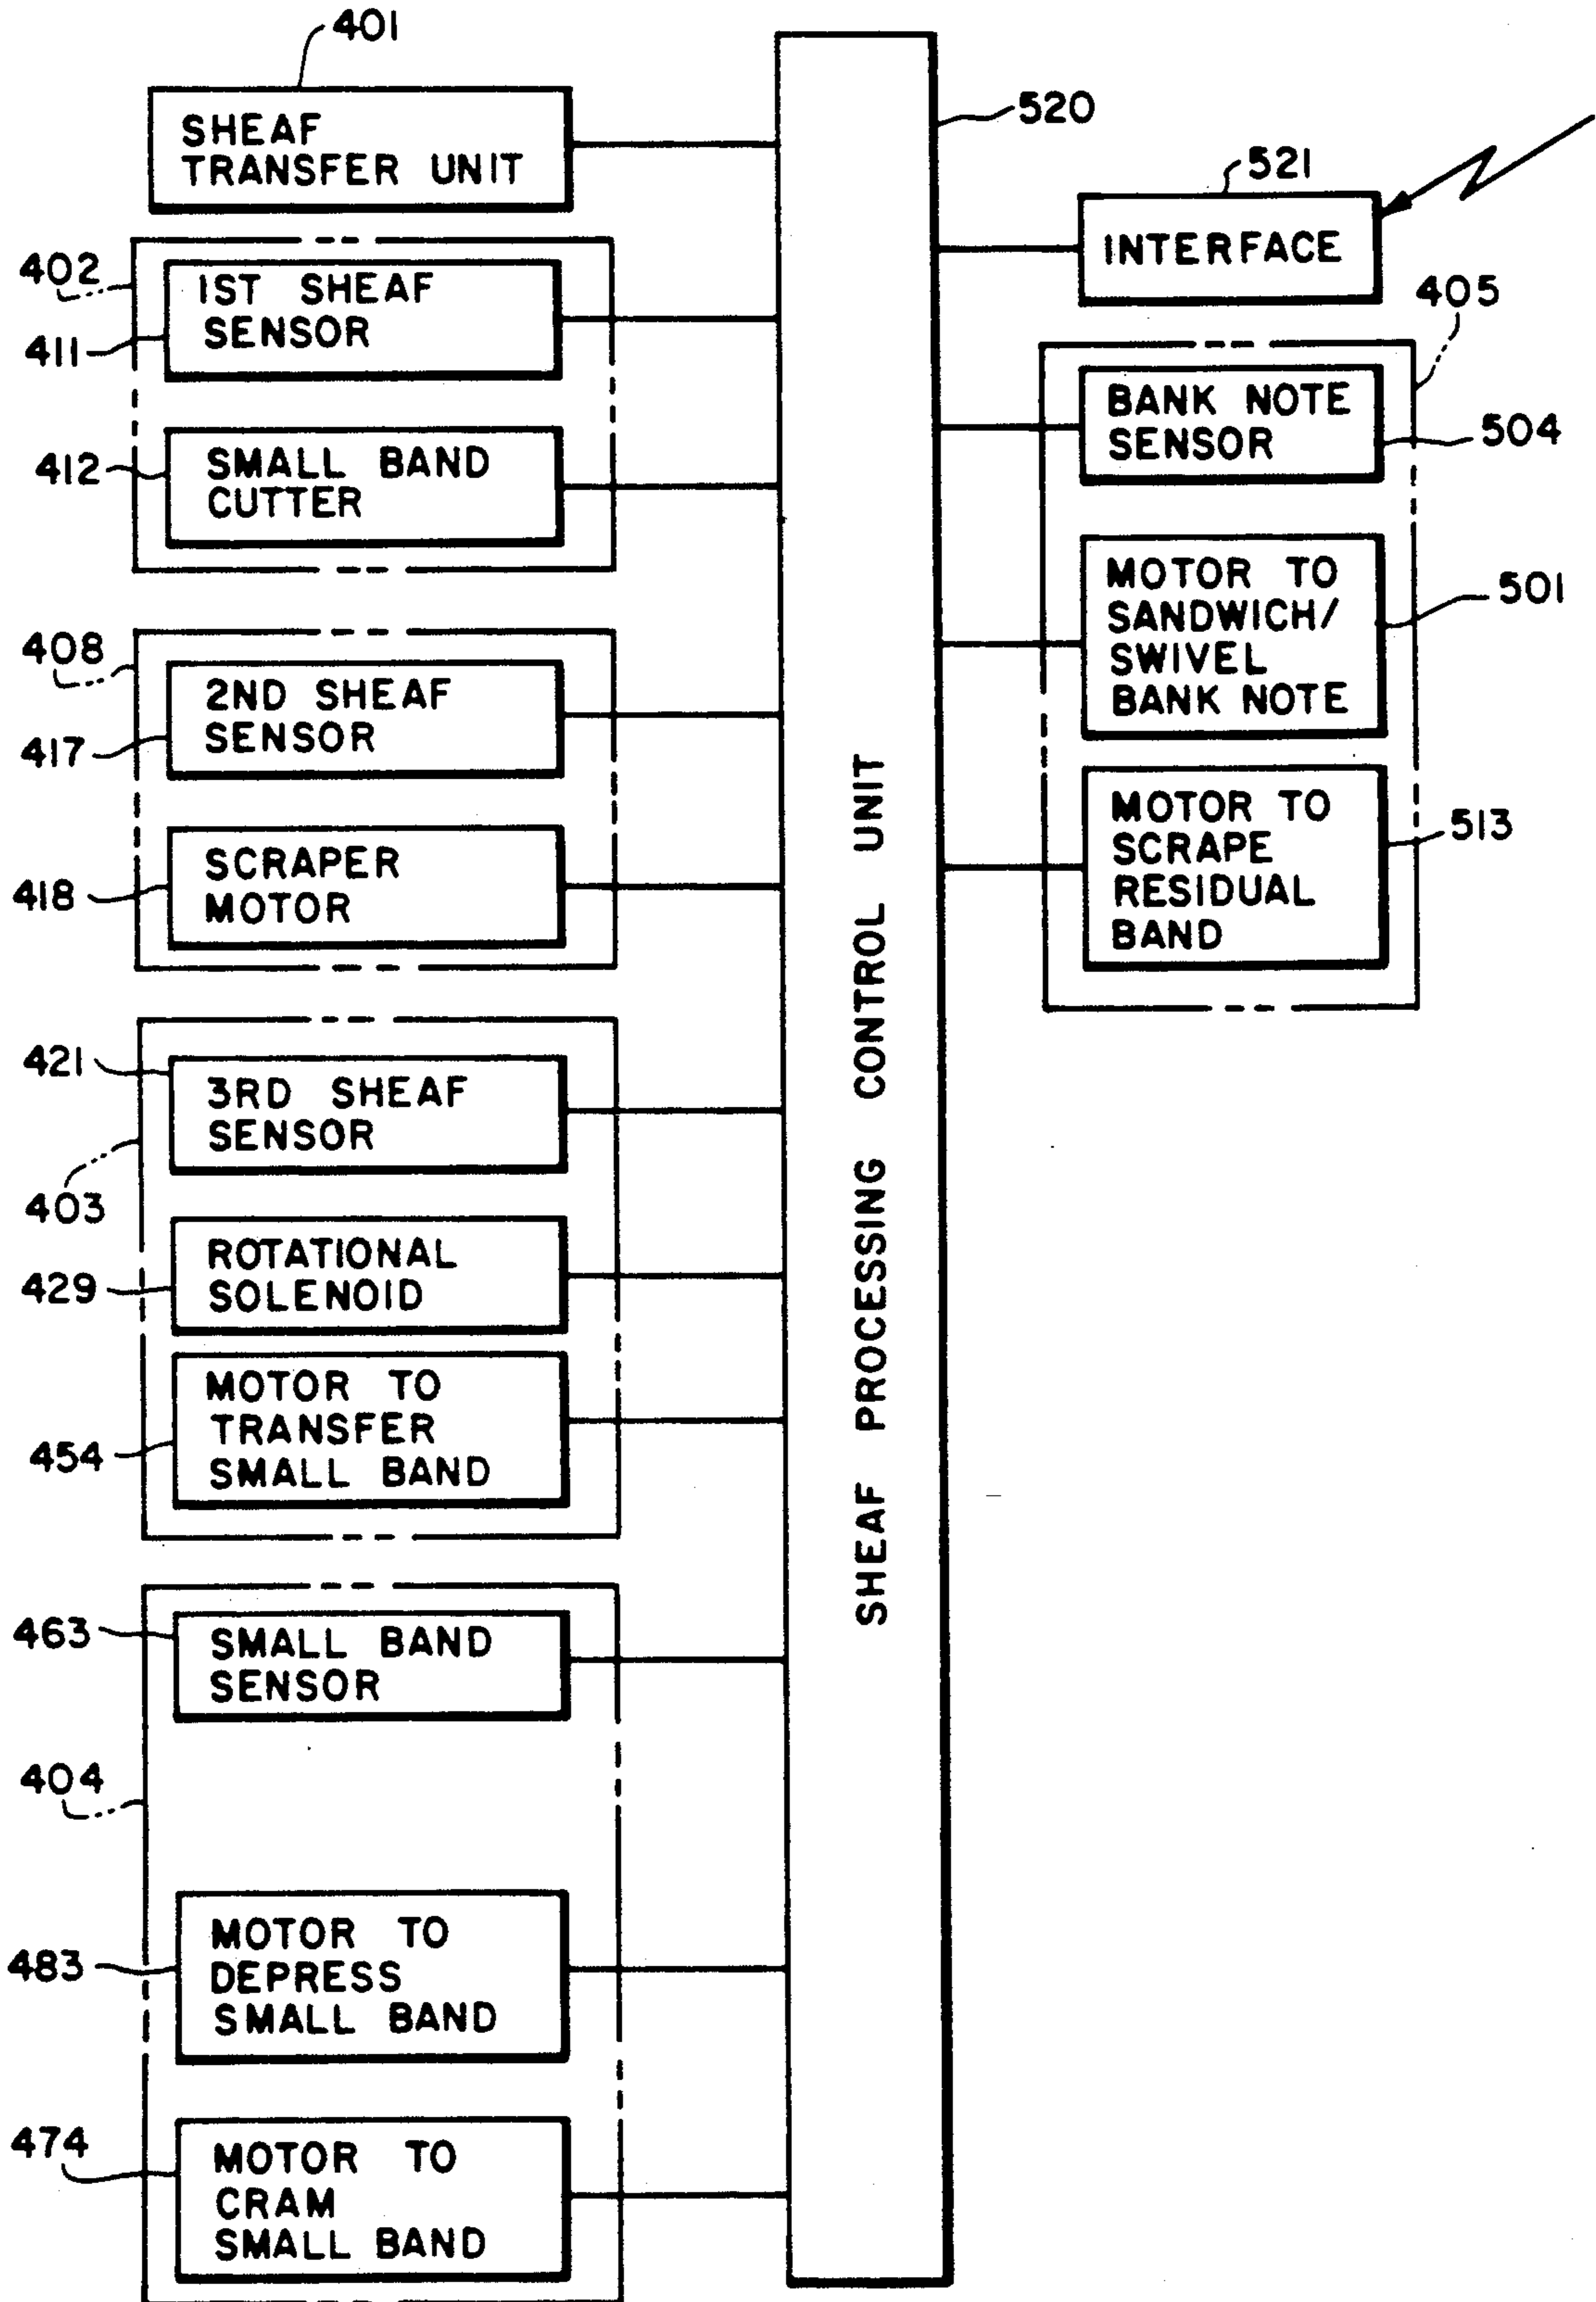 401
SHEAF
TRANSFER UNIT
402
411
1ST SHEAF
SENSOR
412
SMALL BAND
CUTTER
408
417
2ND SHEAF
SENSOR
418
SCRAPER
MOTOR
421
403
3RD SHEAF
SENSOR
429
ROTATIONAL
SOLENOID
454
MOTOR TO
TRANSFER
SMALL BAND
463
SMALL BAND
SENSOR
404
483
MOTOR TO
DEPRESS
SMALL BAND
474
MOTOR TO
CRAM
SMALL BAND
520
SHEAF PROCESSING CONTROL UNIT
521
INTERFACE
405
BANK NOTE
SENSOR
504
MOTOR TO
SANDWICH/
SWIVEL
BANK NOTE
501
MOTOR TO
SCRAPE
RESIDUAL
BAND
513